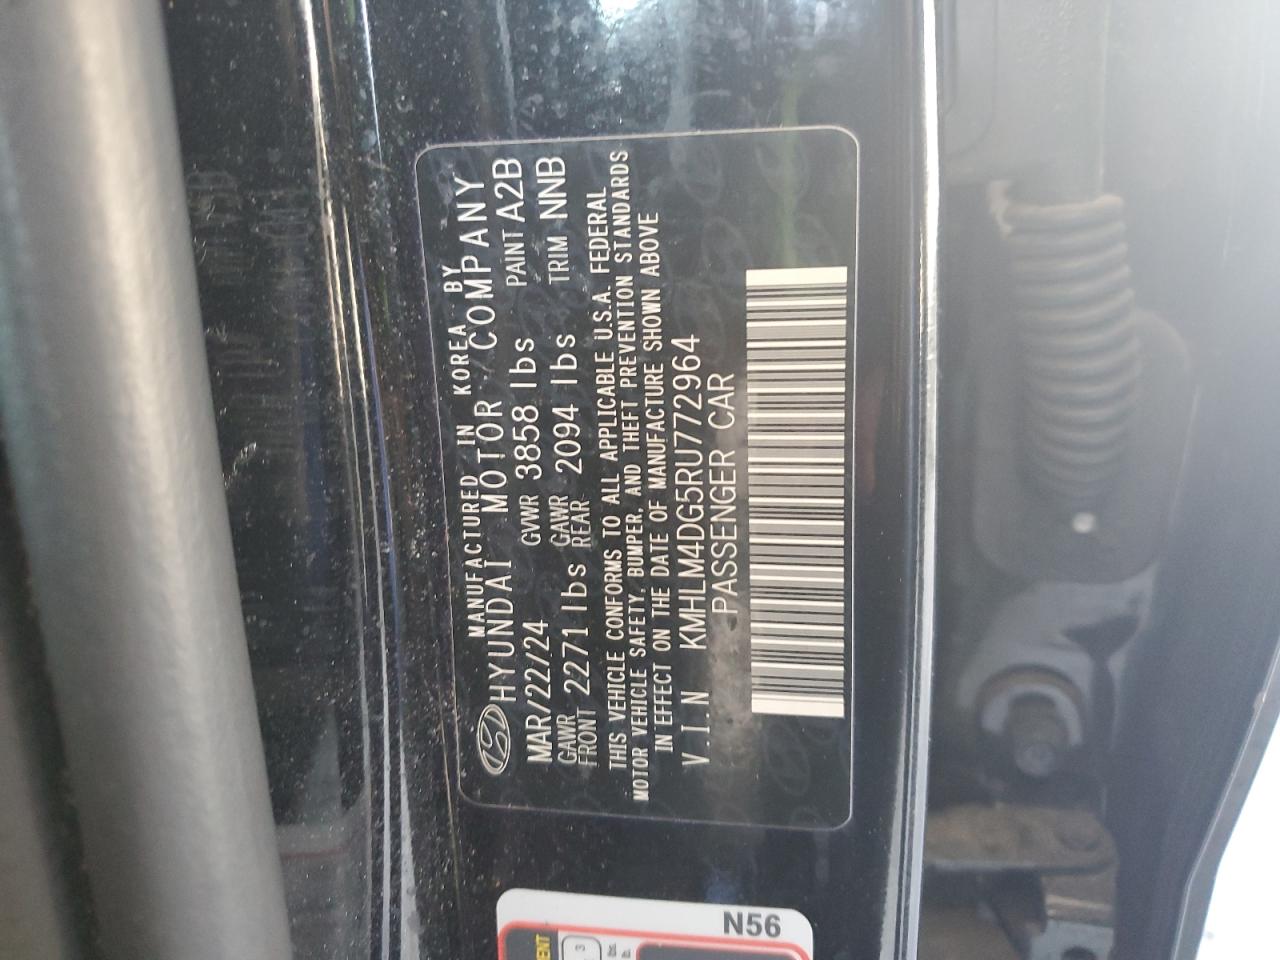 MANUFACTURED IN KOREA BY
HYUNDAI MOTOR COMPANY
MAR/22/24 GVWR 3858 lbs PAINT A2B
GAWR FRONT 2271 lbs GAWR REAR 2094 lbs TRIM NNB
THIS VEHICLE CONFORMS TO ALL APPLICABLE U.S.A. FEDERAL
MOTOR VEHICLE SAFETY, BUMPER, AND THEFT PREVENTION STANDARDS
IN EFFECT ON THE DATE OF MANUFACTURE SHOWN ABOVE
V.I.N KMHLM4DG5RU772964
PASSENGER CAR
N56
3
lbs.